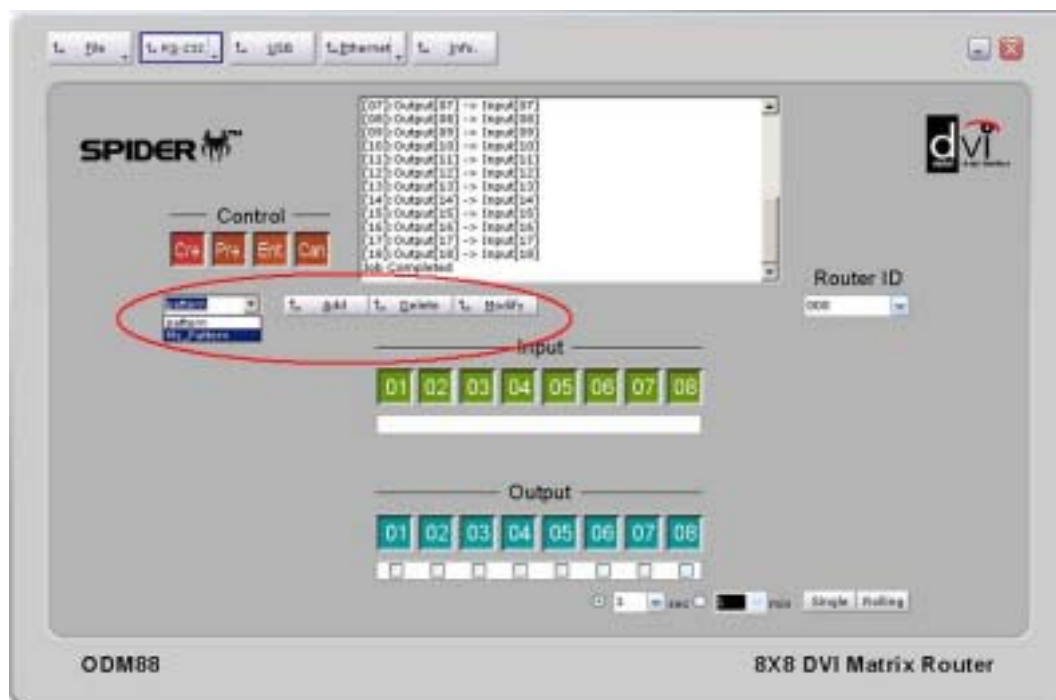 File RS-232 USB Ethernet Info.
SPIDER™
[07]:Output[07] -> Input[07]
[08]:Output[08] -> Input[08]
[09]:Output[09] -> Input[09]
[10]:Output[10] -> Input[10]
[11]:Output[11] -> Input[11]
[12]:Output[12] -> Input[12]
[13]:Output[13] -> Input[13]
[14]:Output[14] -> Input[14]
[15]:Output[15] -> Input[15]
[16]:Output[16] -> Input[16]
[17]:Output[17] -> Input[17]
[18]:Output[18] -> Input[18]
Job Completed
dvi
Control
Cre Pre Ent Can
Router ID
000
pattern Add Delete Modify
pattern
My_Pattern
Input
01 02 03 04 05 06 07 08
Output
01 02 03 04 05 06 07 08
sec min Single Rolling
ODM88
8X8 DVI Matrix Router